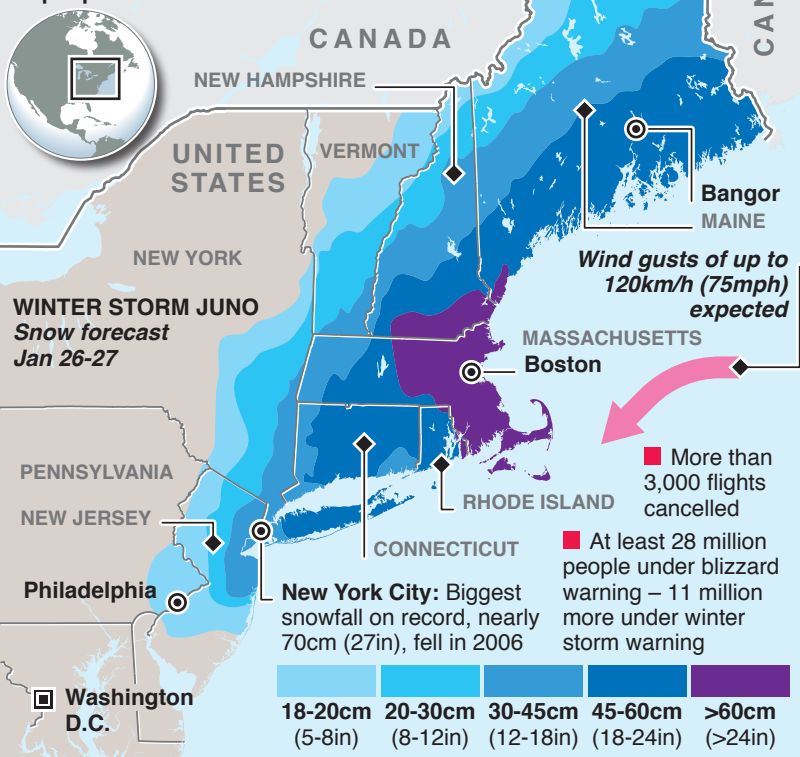 CANADA
CAN
NEW HAMPSHIRE
UNITED
STATES
VERMONT
Bangor
MAINE
NEW YORK
Wind gusts of up to
120km/h (75mph)
expected
WINTER STORM JUNO
Snow forecast
Jan 26-27
MASSACHUSETTS
Boston
PENNSYLVANIA
NEW JERSEY
More than
3,000 flights
cancelled
RHODE ISLAND
CONNECTICUT
At least 28 million
people under blizzard
warning – 11 million
more under winter
storm warning
Philadelphia
New York City: Biggest
snowfall on record, nearly
70cm (27in), fell in 2006
Washington
D.C.
18-20cm 20-30cm 30-45cm 45-60cm >60cm
(5-8in) (8-12in) (12-18in) (18-24in) (>24in)